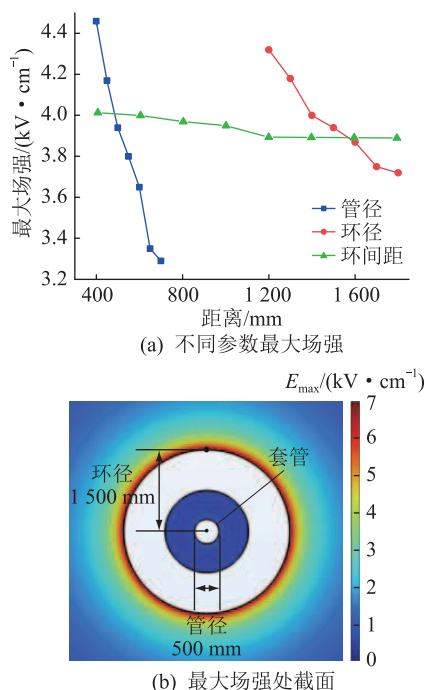 4.4
4.2
4.0
3.8
3.6
3.4
3.2
最大场强/(kV·cm⁻¹)
管径
环径
环间距
400 800 1 200 1 600
距离/mm
(a) 不同参数最大场强
Eₘₐₓ/(kV·cm⁻¹)
7
6
5
4
3
2
1
0
套管
环径
1 500 mm
管径
500 mm
(b) 最大场强处截面